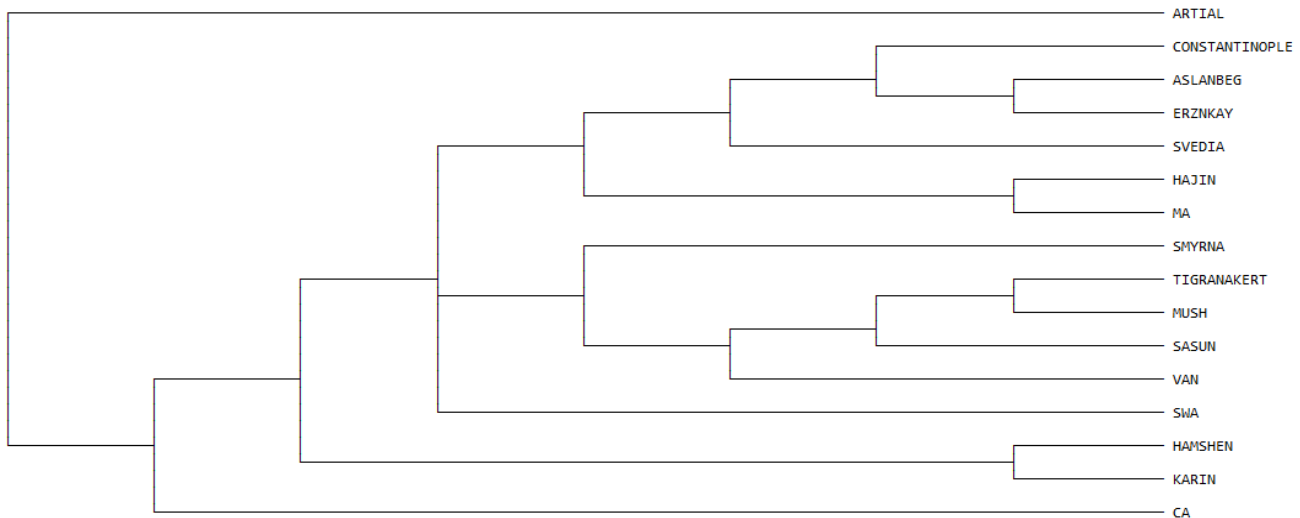 ARTIAL
CONSTANTINOPLE
ASLANBEG
ERZNKAY
SVEDIA
HAJIN
MA
SMYRNA
TIGRANAKERT
MUSH
SASUN
VAN
SWA
HAMSHEN
KARIN
CA